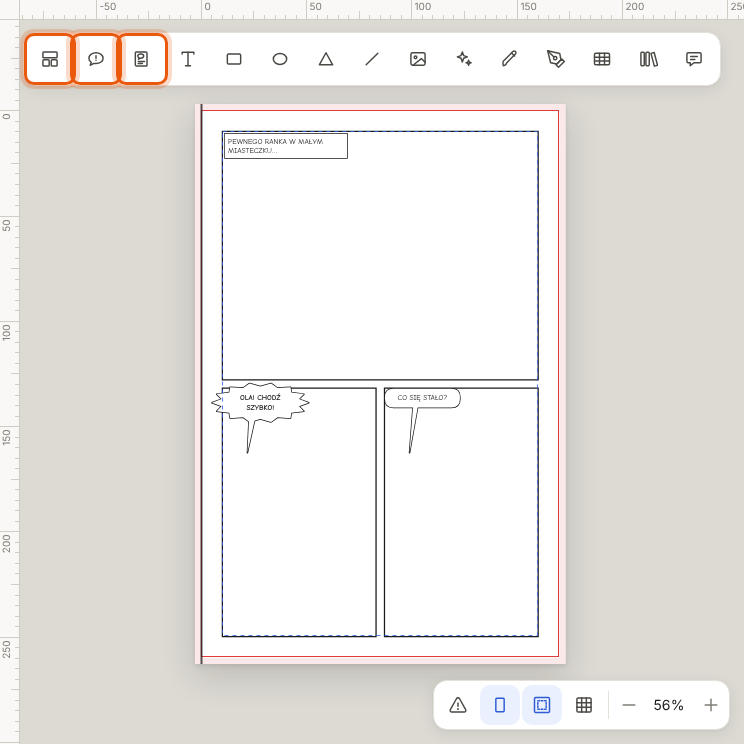 -50 0 50 100 150 200 250
0
50
100
150
200
250
PEWNEGO RANKA W MAŁYM
MIASTECZKU...
OLA! CHODŹ
SZYBKO!
CO SIĘ STAŁO?
56%